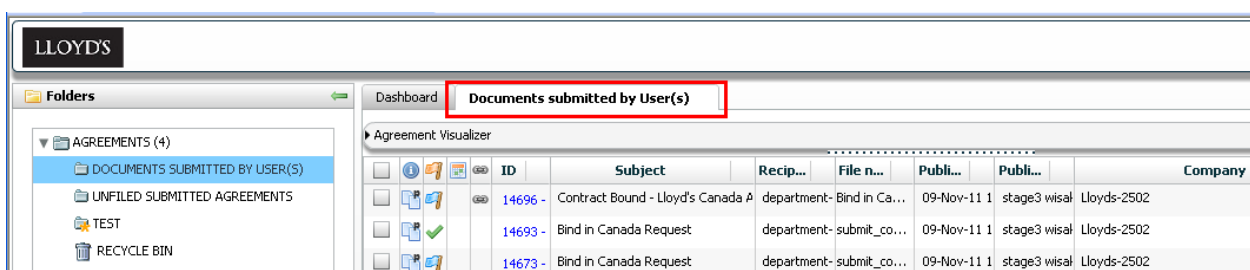 LLOYD'S
Folders
Dashboard Documents submitted by User(s)
AGREEMENTS (4)
DOCUMENTS SUBMITTED BY USER(S)
UNFILED SUBMITTED AGREEMENTS
TEST
RECYCLE BIN
Agreement Visualizer
ID Subject Recip... File n... Publi... Publi... Company
14696 - Contract Bound - Lloyd's Canada A department- Bind in Ca... 09-Nov-11 1 stage3 wisal Lloyds-2502
14693 - Bind in Canada Request department- submit_co... 09-Nov-11 1 stage3 wisal Lloyds-2502
14673 - Bind in Canada Request department- submit_co... 09-Nov-11 1 stage3 wisal Lloyds-2502